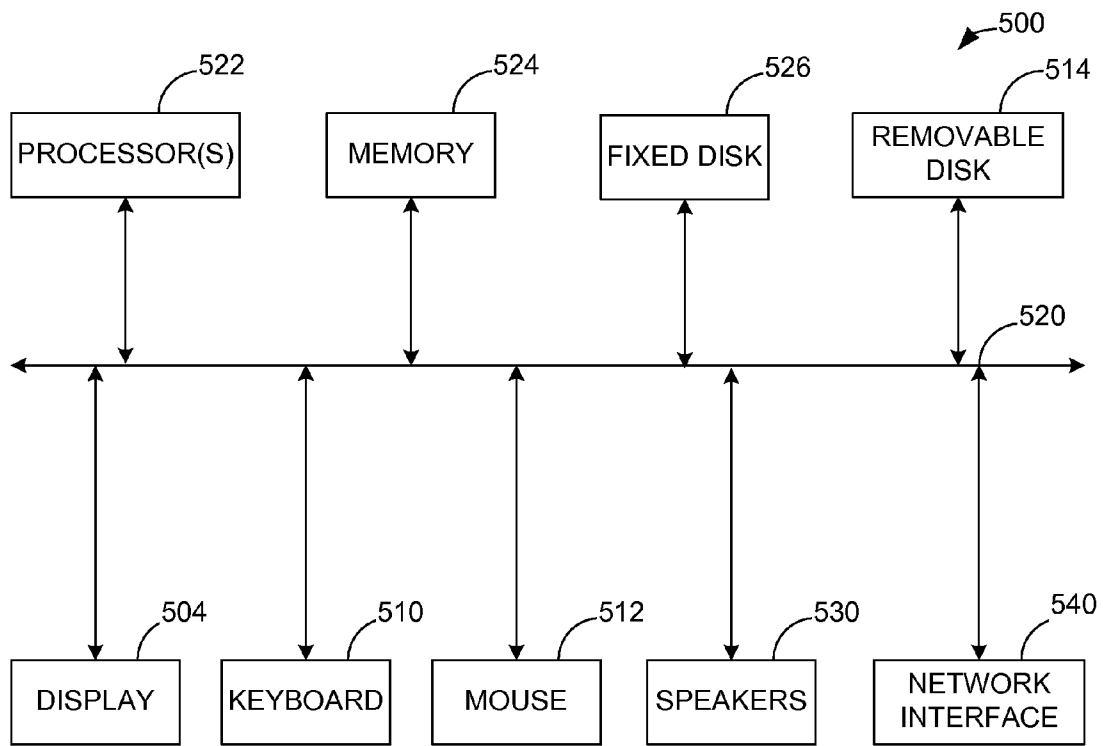 500
522
524
526
514
PROCESSOR(S)
MEMORY
FIXED DISK
REMOVABLE
DISK
520
504
510
512
530
540
DISPLAY
KEYBOARD
MOUSE
SPEAKERS
NETWORK
INTERFACE